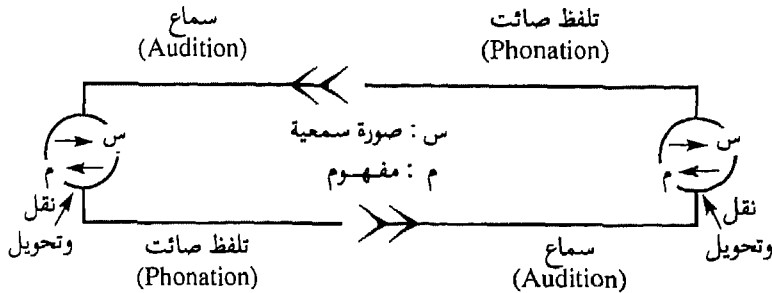 تلفظ صائت
(Phonation)
سماع
(Audition)
س : صورة سمعية
م : مفهوم
س
م
نقل
وتحويل
س
م
نقل
وتحويل
سماع
(Audition)
تلفظ صائت
(Phonation)